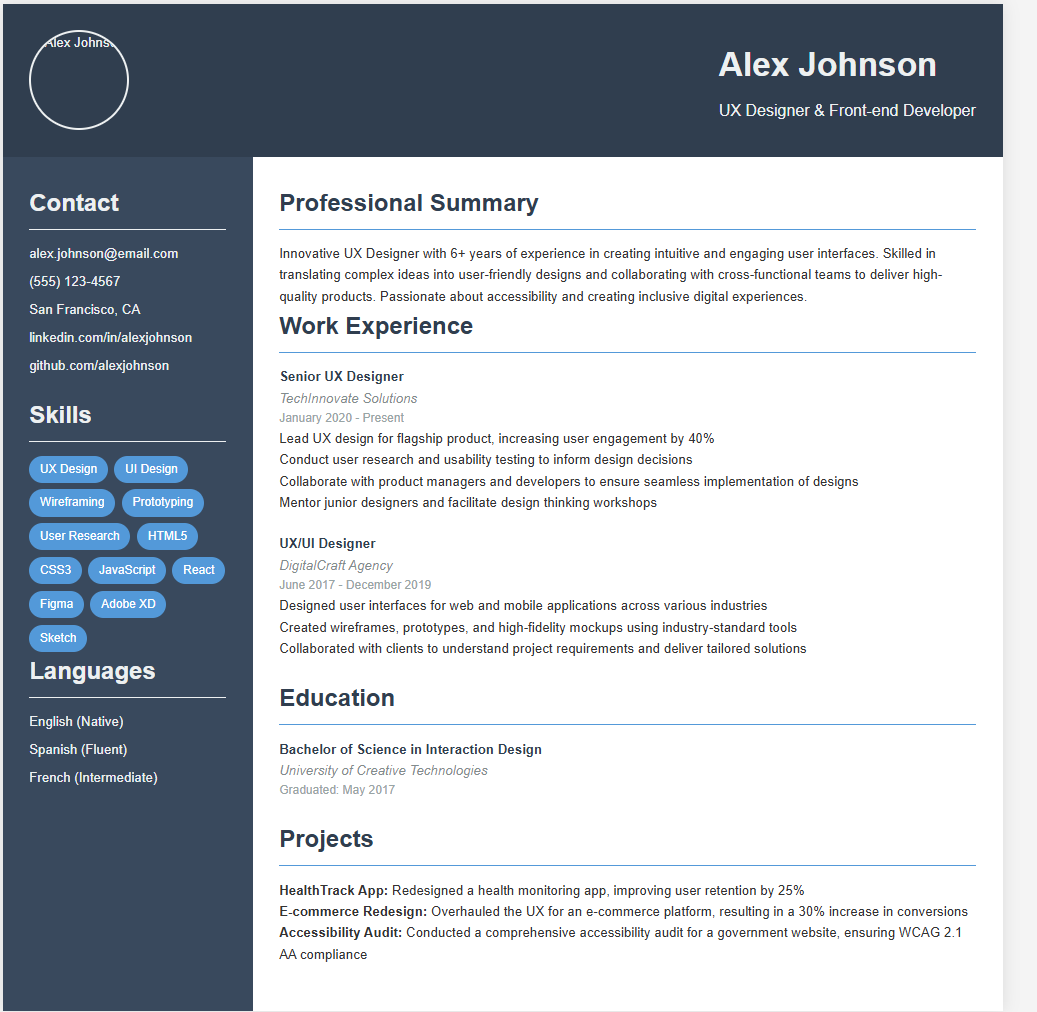 Alex Johns
Alex Johnson
UX Designer & Front-end Developer
Contact
alex.johnson@email.com
(555) 123-4567
San Francisco, CA
linkedin.com/in/alexjohnson
github.com/alexjohnson
Skills
UX Design UI Design
Wireframing Prototyping
User Research HTML5
CSS3 JavaScript React
Figma Adobe XD
Sketch
Languages
English (Native)
Spanish (Fluent)
French (Intermediate)
Professional Summary
Innovative UX Designer with 6+ years of experience in creating intuitive and engaging user interfaces. Skilled in
translating complex ideas into user-friendly designs and collaborating with cross-functional teams to deliver high-
quality products. Passionate about accessibility and creating inclusive digital experiences.
Work Experience
Senior UX Designer
TechInnovate Solutions
January 2020 - Present
Lead UX design for flagship product, increasing user engagement by 40%
Conduct user research and usability testing to inform design decisions
Collaborate with product managers and developers to ensure seamless implementation of designs
Mentor junior designers and facilitate design thinking workshops
UX/UI Designer
DigitalCraft Agency
June 2017 - December 2019
Designed user interfaces for web and mobile applications across various industries
Created wireframes, prototypes, and high-fidelity mockups using industry-standard tools
Collaborated with clients to understand project requirements and deliver tailored solutions
Education
Bachelor of Science in Interaction Design
University of Creative Technologies
Graduated: May 2017
Projects
HealthTrack App: Redesigned a health monitoring app, improving user retention by 25%
E-commerce Redesign: Overhauled the UX for an e-commerce platform, resulting in a 30% increase in conversions
Accessibility Audit: Conducted a comprehensive accessibility audit for a government website, ensuring WCAG 2.1
AA compliance